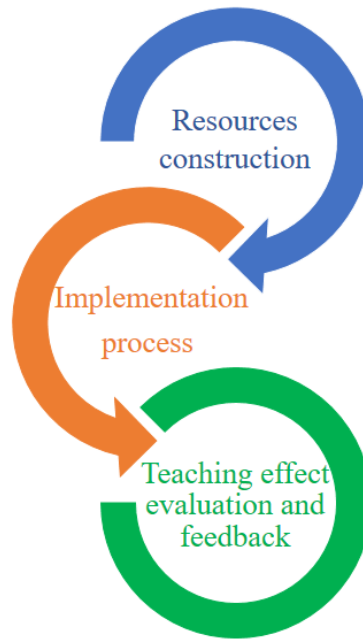 Resources
construction
Implementation
process
Teaching effect
evaluation and
feedback